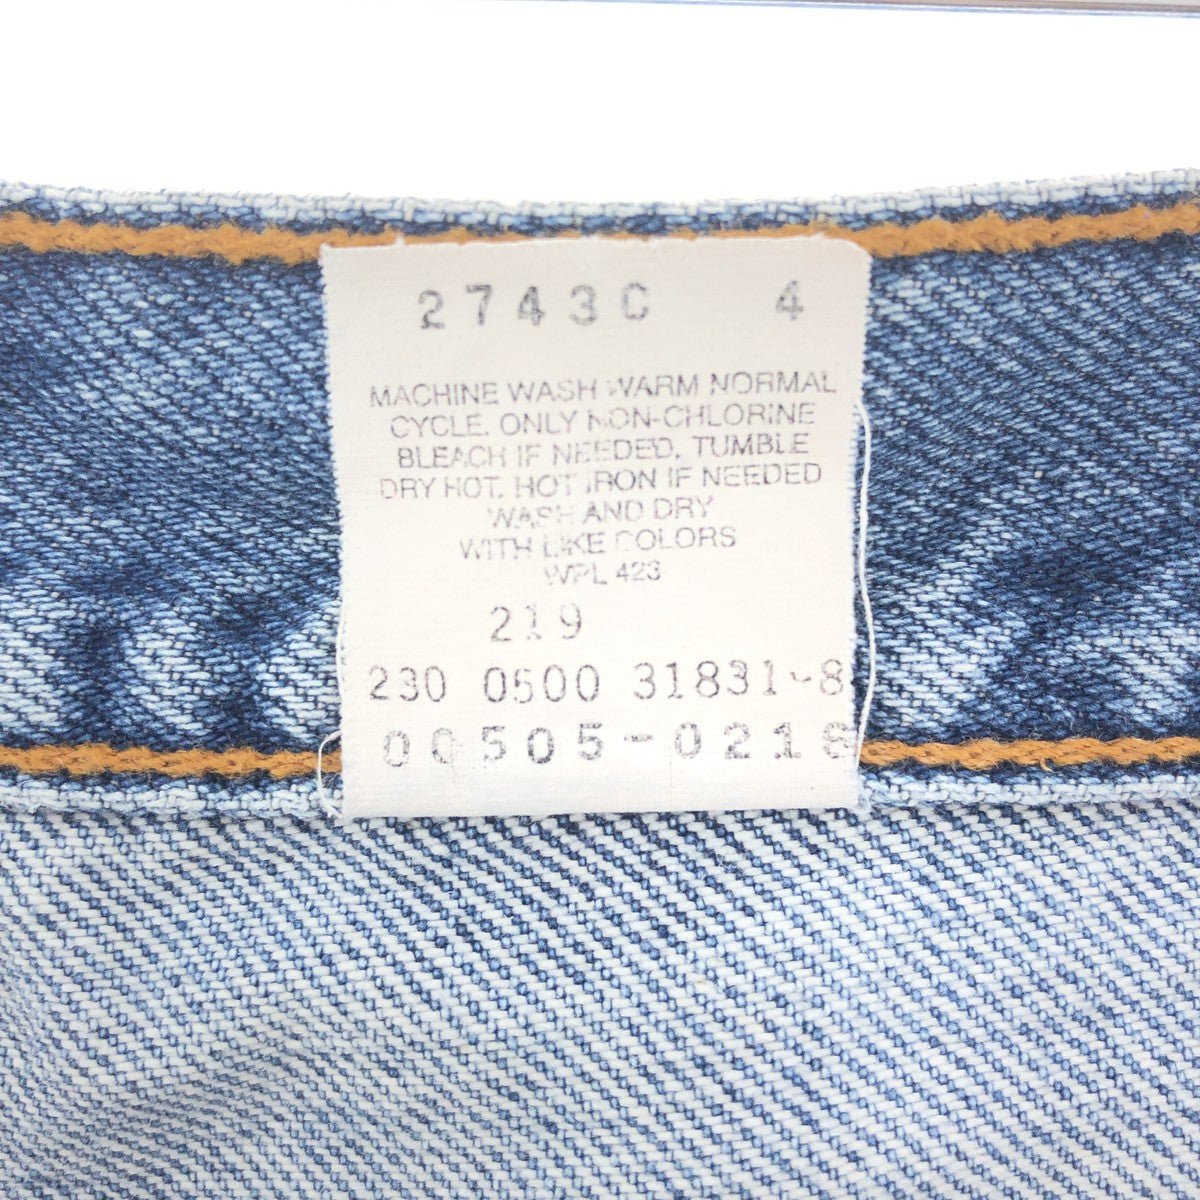 2743C 4
MACHINE WASH WARM NORMAL
CYCLE. ONLY NON-CHLORINE
BLEACH IF NEEDED. TUMBLE
DRY HOT. HOT IRON IF NEEDED
WASH AND DRY
WITH LIKE COLORS
WPL 423
219
230 0500 31831-8
00505-0218